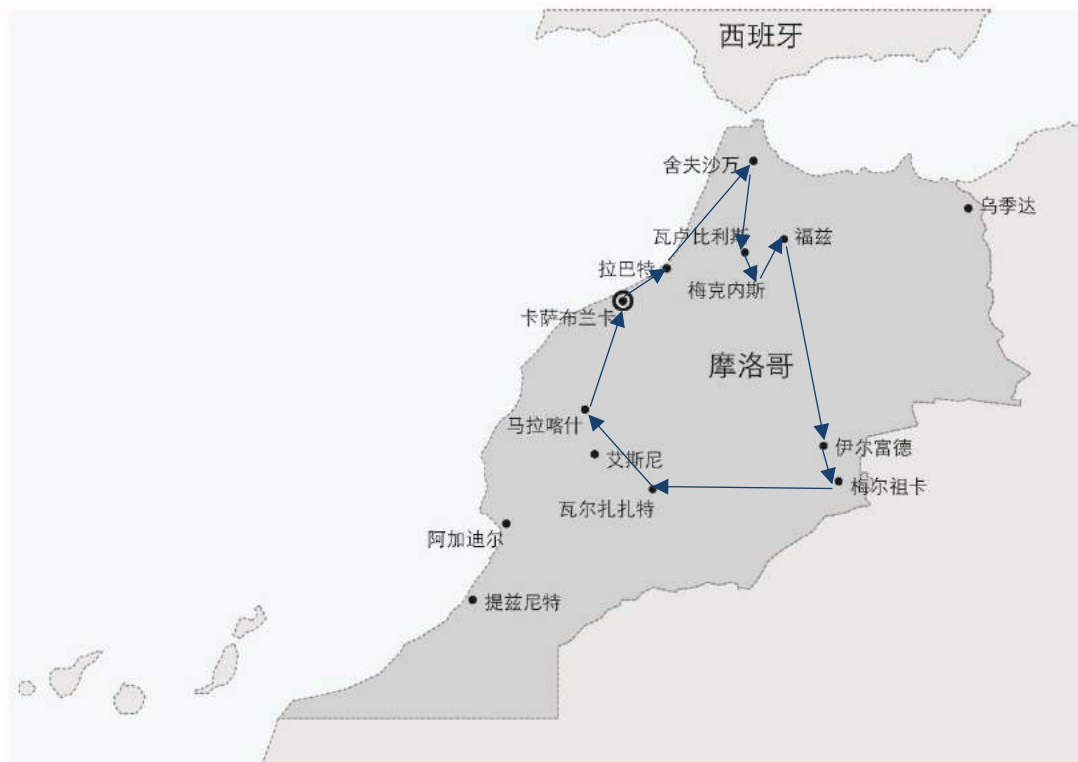 西班牙
舍夫沙万
乌季达
瓦卢比利斯
福兹
拉巴特
梅克内斯
卡萨布兰卡
摩洛哥
马拉喀什
伊尔富德
艾斯尼
梅尔祖卡
瓦尔扎扎特
阿加迪尔
提兹尼特